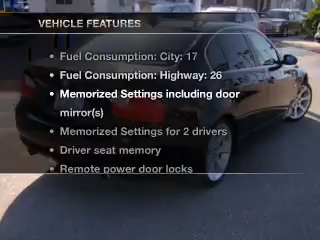 VEHICLE FEATURES
• Fuel Consumption: City: 17
• Fuel Consumption: Highway: 26
• Memorized Settings including door
mirror(s)
• Memorized Settings for 2 drivers
• Driver seat memory
• Remote power door locks